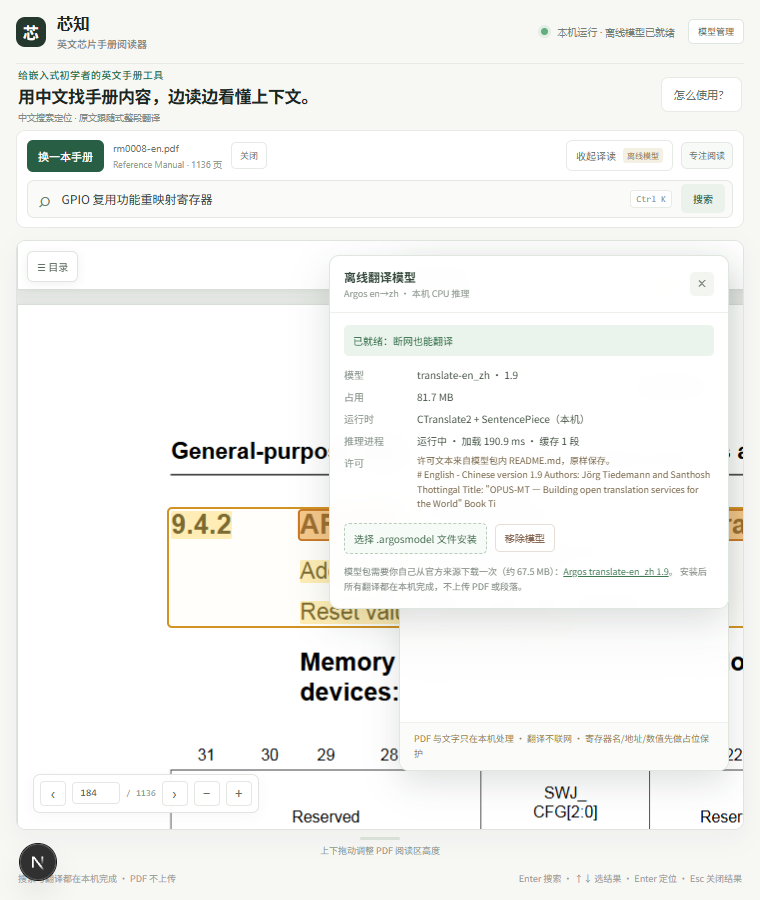 芯
芯知
英文芯片手册阅读器
本机运行 · 离线模型已就绪
模型管理
给嵌入式初学者的英文手册工具
用中文找手册内容，边读边看懂上下文。
中文搜索定位 · 原文跟随式整段翻译
怎么使用？
换一本手册
rm0008-en.pdf
Reference Manual · 1136 页
关闭
收起译读 离线模型
专注阅读
GPIO 复用功能重映射寄存器
Ctrl K
搜索
☰ 目录
离线翻译模型
Argos en→zh · 本机 CPU 推理
×
已就绪：断网也能翻译
模型 translate-en_zh · 1.9
占用 81.7 MB
运行时 CTranslate2 + SentencePiece（本机）
推理进程 运行中 · 加载 190.9 ms · 缓存 1 段
许可 许可文本来自模型包内 README.md，原样保存。
# English - Chinese version 1.9 Authors: Jörg Tiedemann and Santhosh
Thottingal Title: "OPUS-MT — Building open translation services for
the World" Book Ti
选择 .argosmodel 文件安装
移除模型
模型包需要你自己从官方来源下载一次（约 67.5 MB）：Argos translate-en_zh 1.9。 安装后
所有翻译都在本机完成，不上传 PDF 或段落。
General-purpo
9.4.2
AF
Add
Reset valu
Memory
devices:
PDF 与文字只在本机处理 · 翻译不联网 · 寄存器名/地址/数值先做占位保
护
31 30 29 28 22
‹ 184 / 1136 › − +
Reserved
SWJ_
CFG[2:0]
Reser
上下拖动调整 PDF 阅读区高度
N
翻译都在本机完成 · PDF 不上传
Enter 搜索 · ↑↓ 选结果 · Enter 定位 · Esc 关闭结果